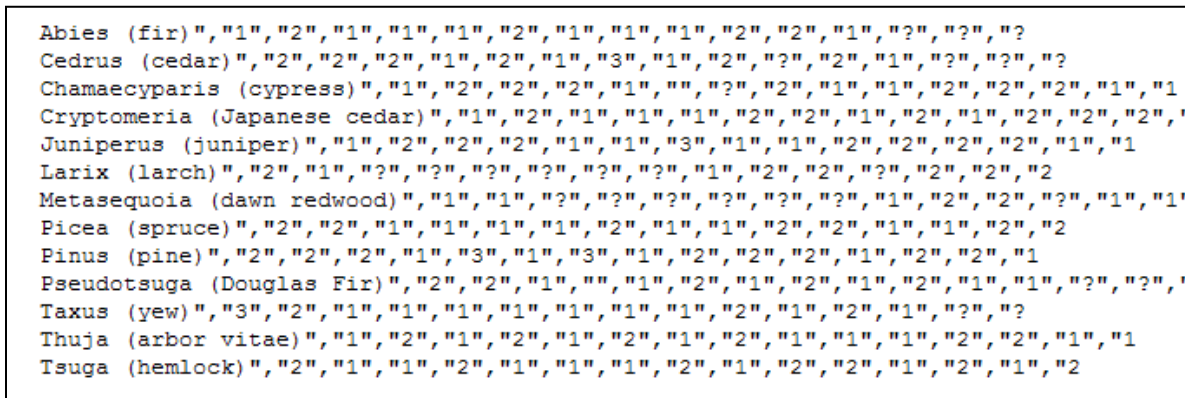 Abies (fir)","1","2","1","1","1","2","1","1","1","2","2","1","?","?","?
Cedrus (cedar)","2","2","2","1","2","1","3","1","2","?","2","1","?","?","?
Chamaecyparis (cypress)","1","2","2","2","1","","?","2","1","1","2","2","2","1","1
Cryptomeria (Japanese cedar)","1","2","1","1","1","2","2","1","2","1","2","2","2","
Juniperus (juniper)","1","2","2","2","1","1","3","1","1","2","2","2","2","1","1
Larix (larch)","2","1","?","?","?","?","?","?","1","2","2","?","2","2","2
Metasequoia (dawn redwood)","1","1","?","?","?","?","?","?","1","2","2","?","1","1"
Picea (spruce)","2","2","1","1","1","1","2","1","1","2","2","1","1","2","2
Pinus (pine)","2","2","2","1","3","1","3","1","2","2","2","1","2","2","1
Pseudotsuga (Douglas Fir)","2","2","1","","1","2","1","2","1","2","1","1","?","?","
Taxus (yew)","3","2","1","1","1","1","1","1","2","1","2","1","?","?
Thuja (arbor vitae)","1","2","1","2","1","2","1","2","1","1","1","2","2","1","1
Tsuga (hemlock)","2","1","1","2","1","1","1","2","1","2","2","1","2","1","2